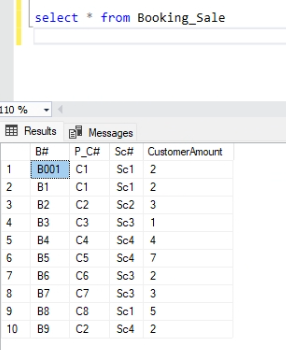 select * from Booking_Sale
110 %
Results Messages
B# P_C# Sc# CustomerAmount
1 B001 C1 Sc1 2
2 B1 C1 Sc1 2
3 B2 C2 Sc2 3
4 B3 C3 Sc3 1
5 B4 C4 Sc4 4
6 B5 C5 Sc4 7
7 B6 C6 Sc3 2
8 B7 C7 Sc3 3
9 B8 C8 Sc1 5
10 B9 C2 Sc4 2